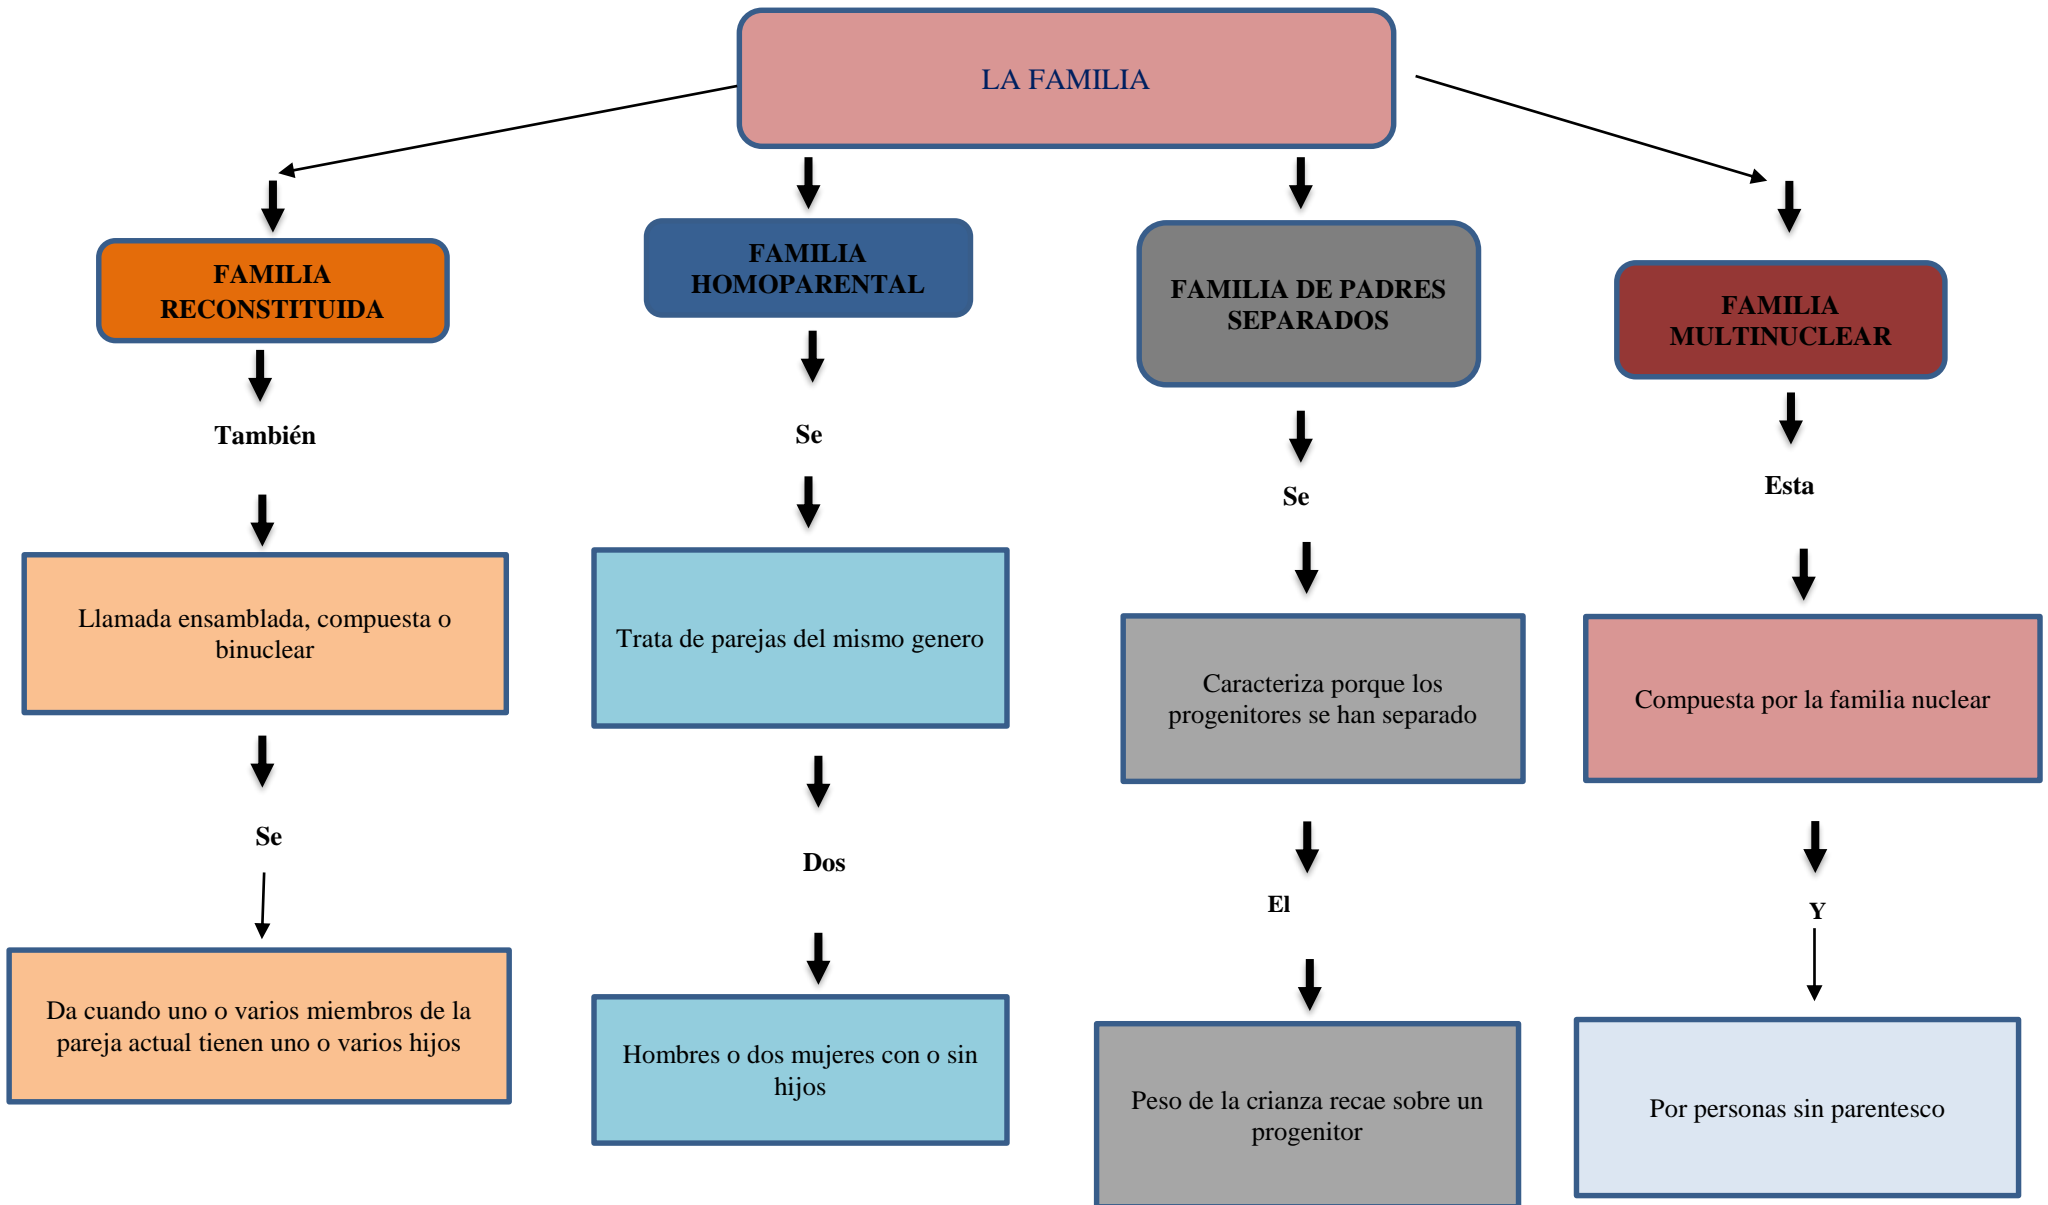 LA FAMILIA
FAMILIA
RECONSTITUIDA
También
Llamada ensamblada, compuesta o
binuclear
Se
Da cuando uno o varios miembros de la
pareja actual tienen uno o varios hijos
FAMILIA
HOMOPARENTAL
Se
Trata de parejas del mismo genero
Dos
Hombres o dos mujeres con o sin
hijos
FAMILIA DE PADRES
SEPARADOS
Se
Caracteriza porque los
progenitores se han separado
El
Peso de la crianza recae sobre un
progenitor
FAMILIA
MULTINUCLEAR
Esta
Compuesta por la familia nuclear
Y
Por personas sin parentesco